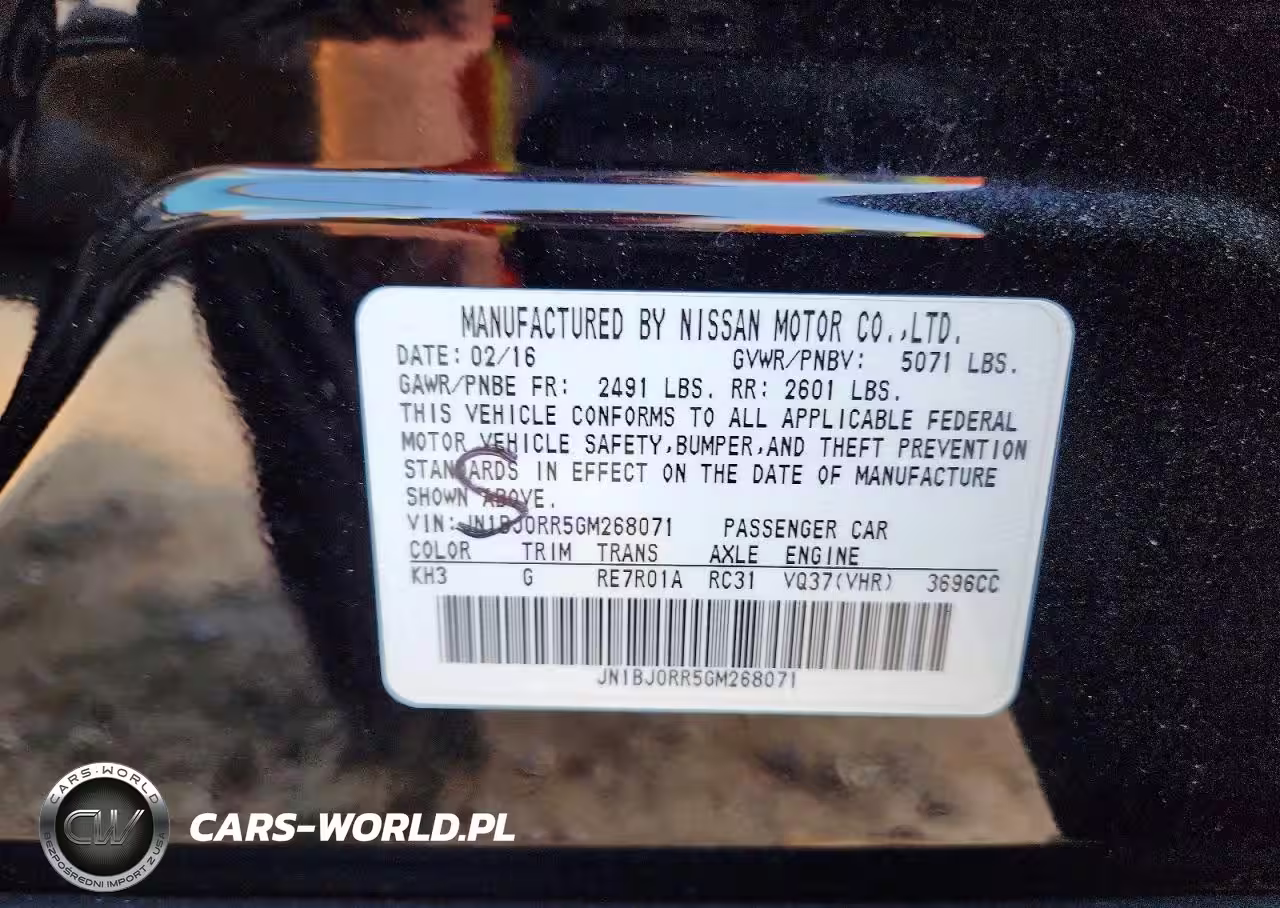 MANUFACTURED BY NISSAN MOTOR CO.,LTD.
DATE: 02/16 GVWR/PNBV: 5071 LBS.
GAWR/PNBE FR: 2491 LBS. RR: 2601 LBS.
THIS VEHICLE CONFORMS TO ALL APPLICABLE FEDERAL
MOTOR VEHICLE SAFETY,BUMPER,AND THEFT PREVENTION
STANDARDS IN EFFECT ON THE DATE OF MANUFACTURE
SHOWN ABOVE.
S
VIN: JN1BJ0RR5GM268071 PASSENGER CAR
COLOR TRIM TRANS AXLE ENGINE
KH3 G RE7R01A RC31 VQ37(VHR) 3696CC
JN1BJ0RR5GM268071
CARS-WORLD
CW
BEZPOŚREDNI IMPORT Z USA
CARS-WORLD.PL